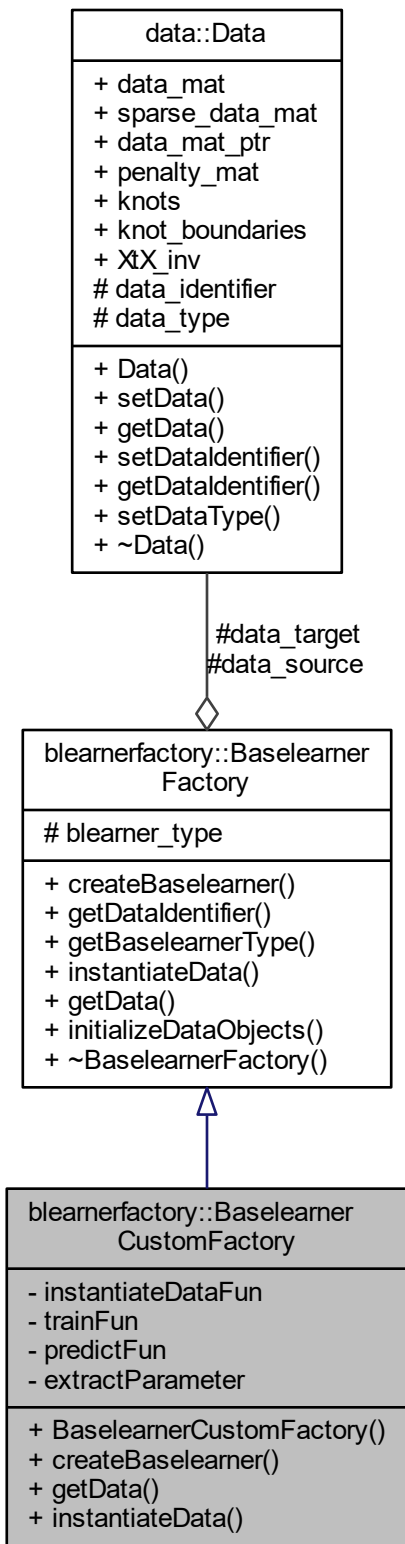 data::Data
+ data_mat
+ sparse_data_mat
+ data_mat_ptr
+ penalty_mat
+ knots
+ knot_boundaries
+ XtX_inv
# data_identifier
# data_type
+ Data()
+ setData()
+ getData()
+ setDataIdentifier()
+ getDataIdentifier()
+ setDataType()
+ ~Data()
#data_target
#data_source
blearnerfactory::Baselearner
Factory
# blearner_type
+ createBaselearner()
+ getDataIdentifier()
+ getBaselearnerType()
+ instantiateData()
+ getData()
+ initializeDataObjects()
+ ~BaselearnerFactory()
blearnerfactory::Baselearner
CustomFactory
- instantiateDataFun
- trainFun
- predictFun
- extractParameter
+ BaselearnerCustomFactory()
+ createBaselearner()
+ getData()
+ instantiateData()